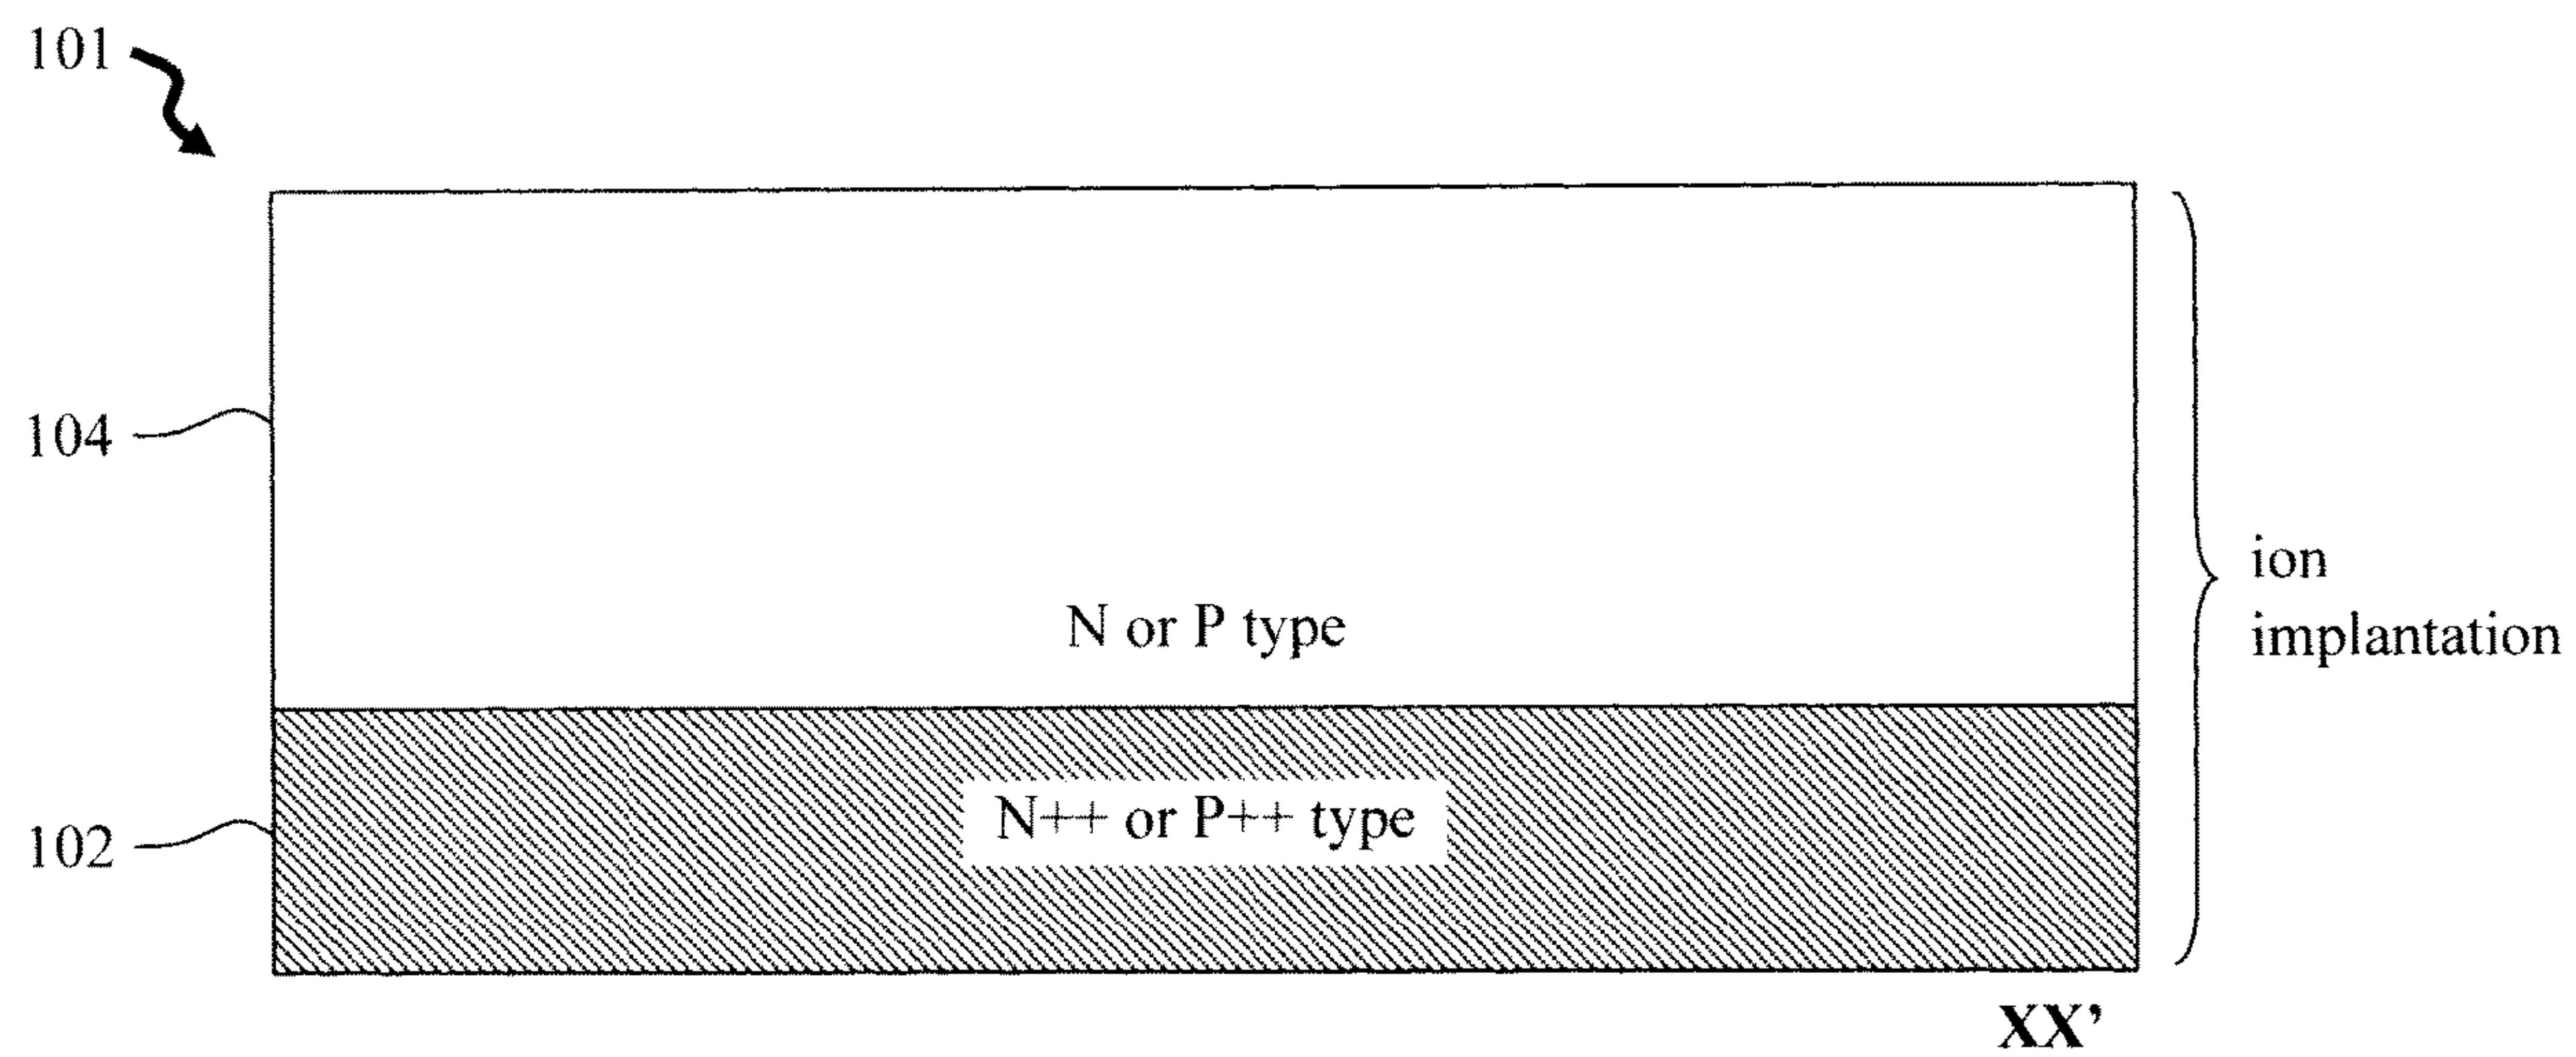 101
104
N or P type
ion
implantation
N++ or P++ type
102
XX’